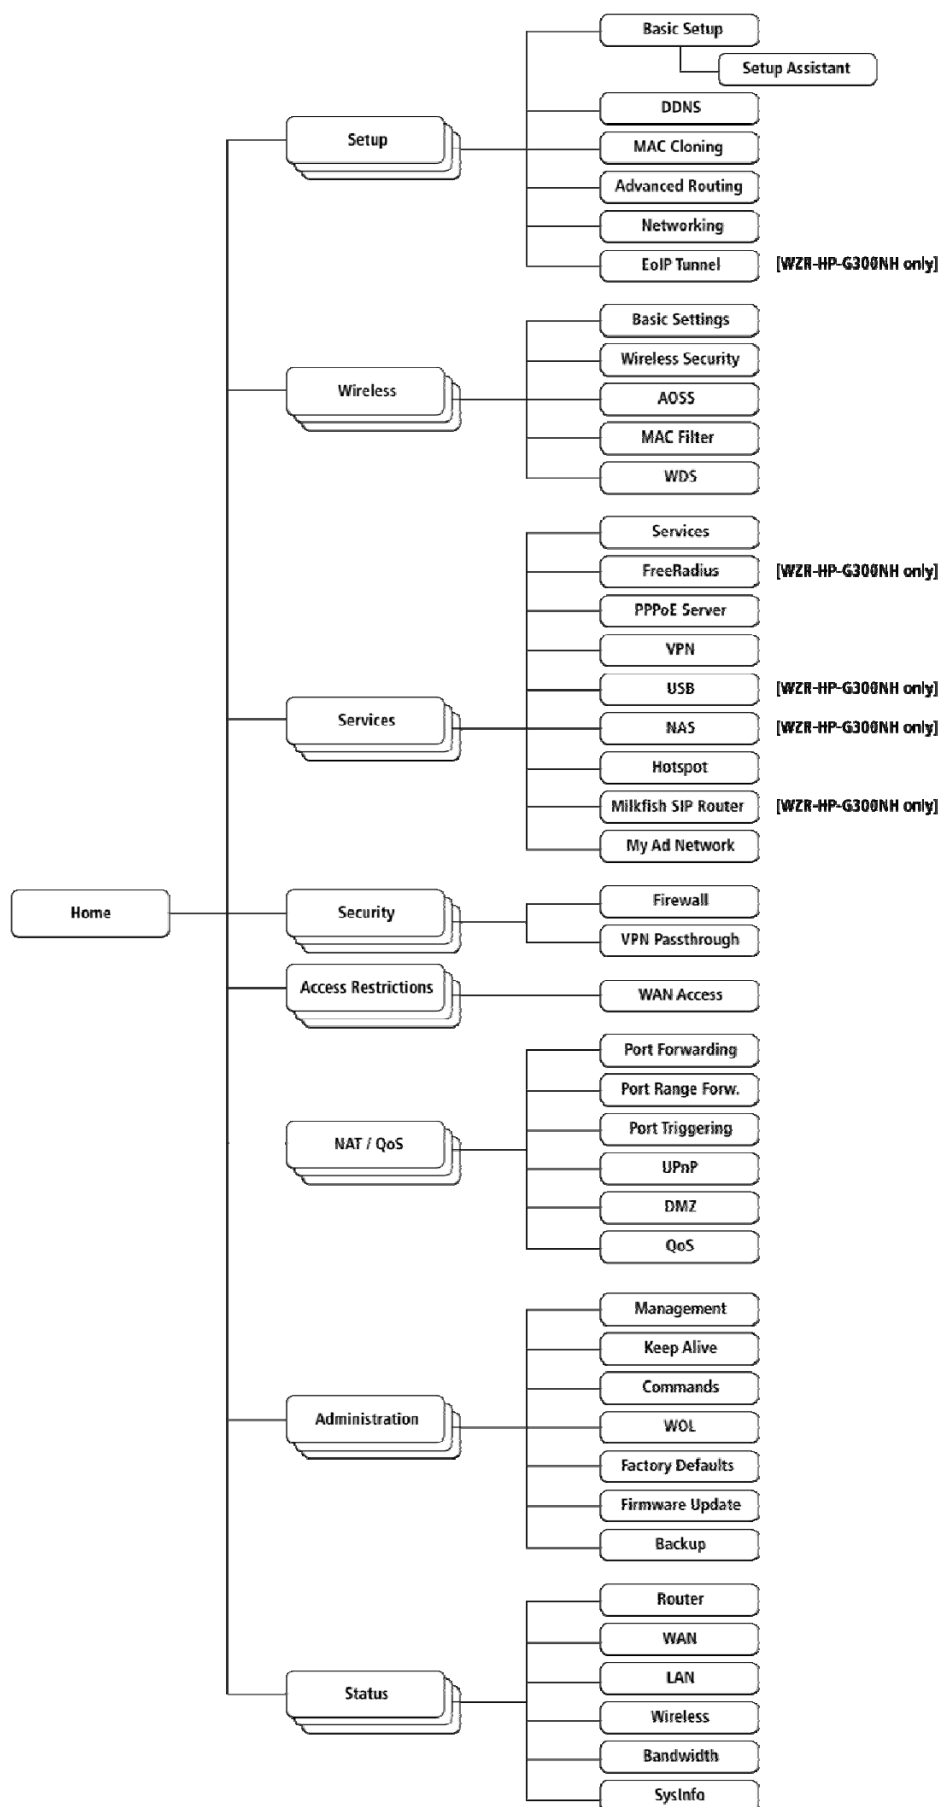 Basic Setup
Setup Assistant
DDNS
Setup
MAC Cloning
Advanced Routing
Networking
EoIP Tunnel [WZR-HP-G300NH only]
Basic Settings
Wireless Security
Wireless
AOSS
MAC Filter
WDS
Services
FreeRadius [WZR-HP-G300NH only]
PPPoE Server
VPN
USB [WZR-HP-G300NH only]
Services
NAS [WZR-HP-G300NH only]
Hotspot
Milkfish SIP Router [WZR-HP-G300NH only]
My Ad Network
Home
Security
Firewall
VPN Passthrough
Access Restrictions
WAN Access
Port Forwarding
Port Range Forw.
Port Triggering
NAT / QoS
UPnP
DMZ
QoS
Management
Keep Alive
Commands
Administration
WOL
Factory Defaults
Firmware Update
Backup
Router
WAN
LAN
Status
Wireless
Bandwidth
SysInfo